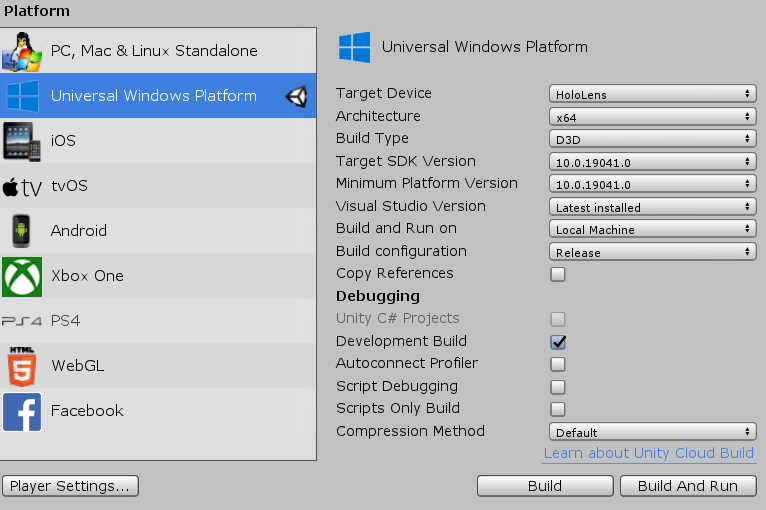 Platform
PC, Mac & Linux Standalone
Universal Windows Platform
iOS
tv tvOS
Android
Xbox One
PS4 PS4
HTML 5 WebGL
f Facebook
Universal Windows Platform
Target Device HoloLens
Architecture x64
Build Type D3D
Target SDK Version 10.0.19041.0
Minimum Platform Version 10.0.19041.0
Visual Studio Version Latest installed
Build and Run on Local Machine
Build configuration Release
Copy References
Debugging
Unity C# Projects
Development Build
Autoconnect Profiler
Script Debugging
Scripts Only Build
Compression Method Default
Learn about Unity Cloud Build
Player Settings... Build Build And Run